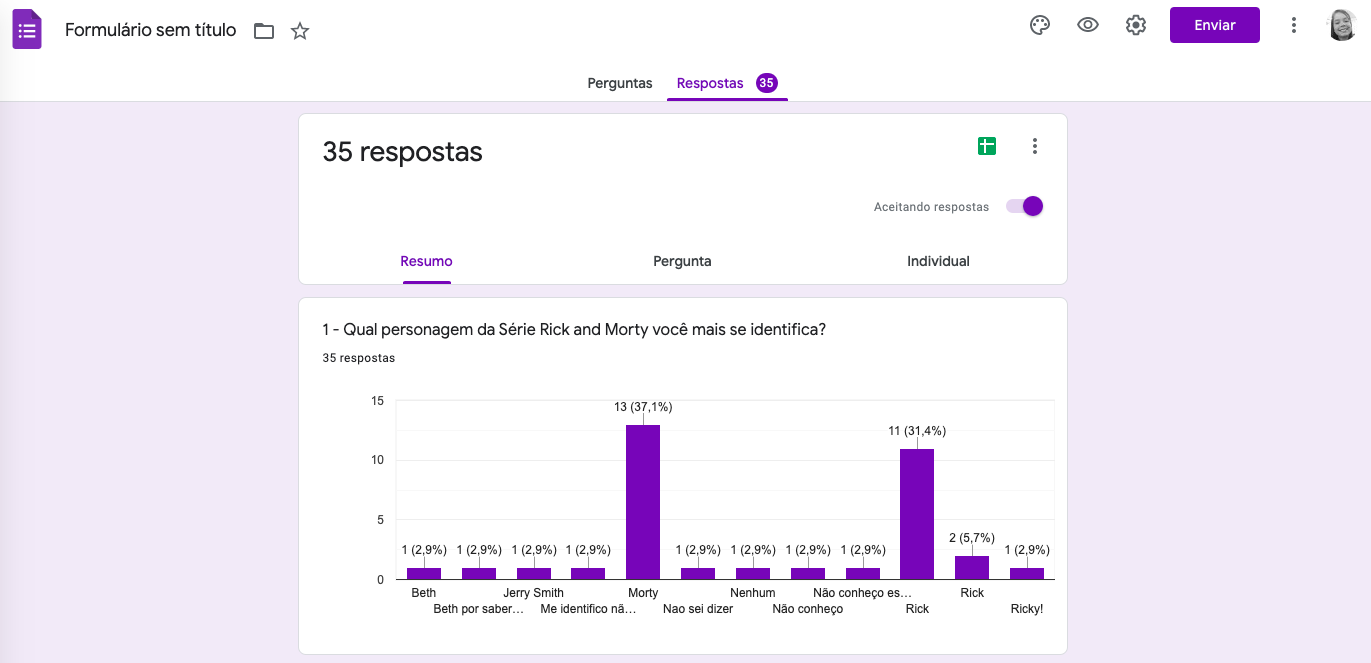 Formulário sem título
Enviar
Perguntas
Respostas 35
35 respostas
Aceitando respostas
Resumo
Pergunta
Individual
1 - Qual personagem da Série Rick and Morty você mais se identifica?
35 respostas
15
10
5
0
1 (2,9%)
1 (2,9%)
1 (2,9%)
1 (2,9%)
13 (37,1%)
1 (2,9%)
1 (2,9%)
1 (2,9%)
1 (2,9%)
11 (31,4%)
2 (5,7%)
1 (2,9%)
Beth
Beth por saber…
Jerry Smith
Me identifico nã…
Morty
Nao sei dizer
Nenhum
Não conheço
Não conheço es…
Rick
Rick
Ricky!